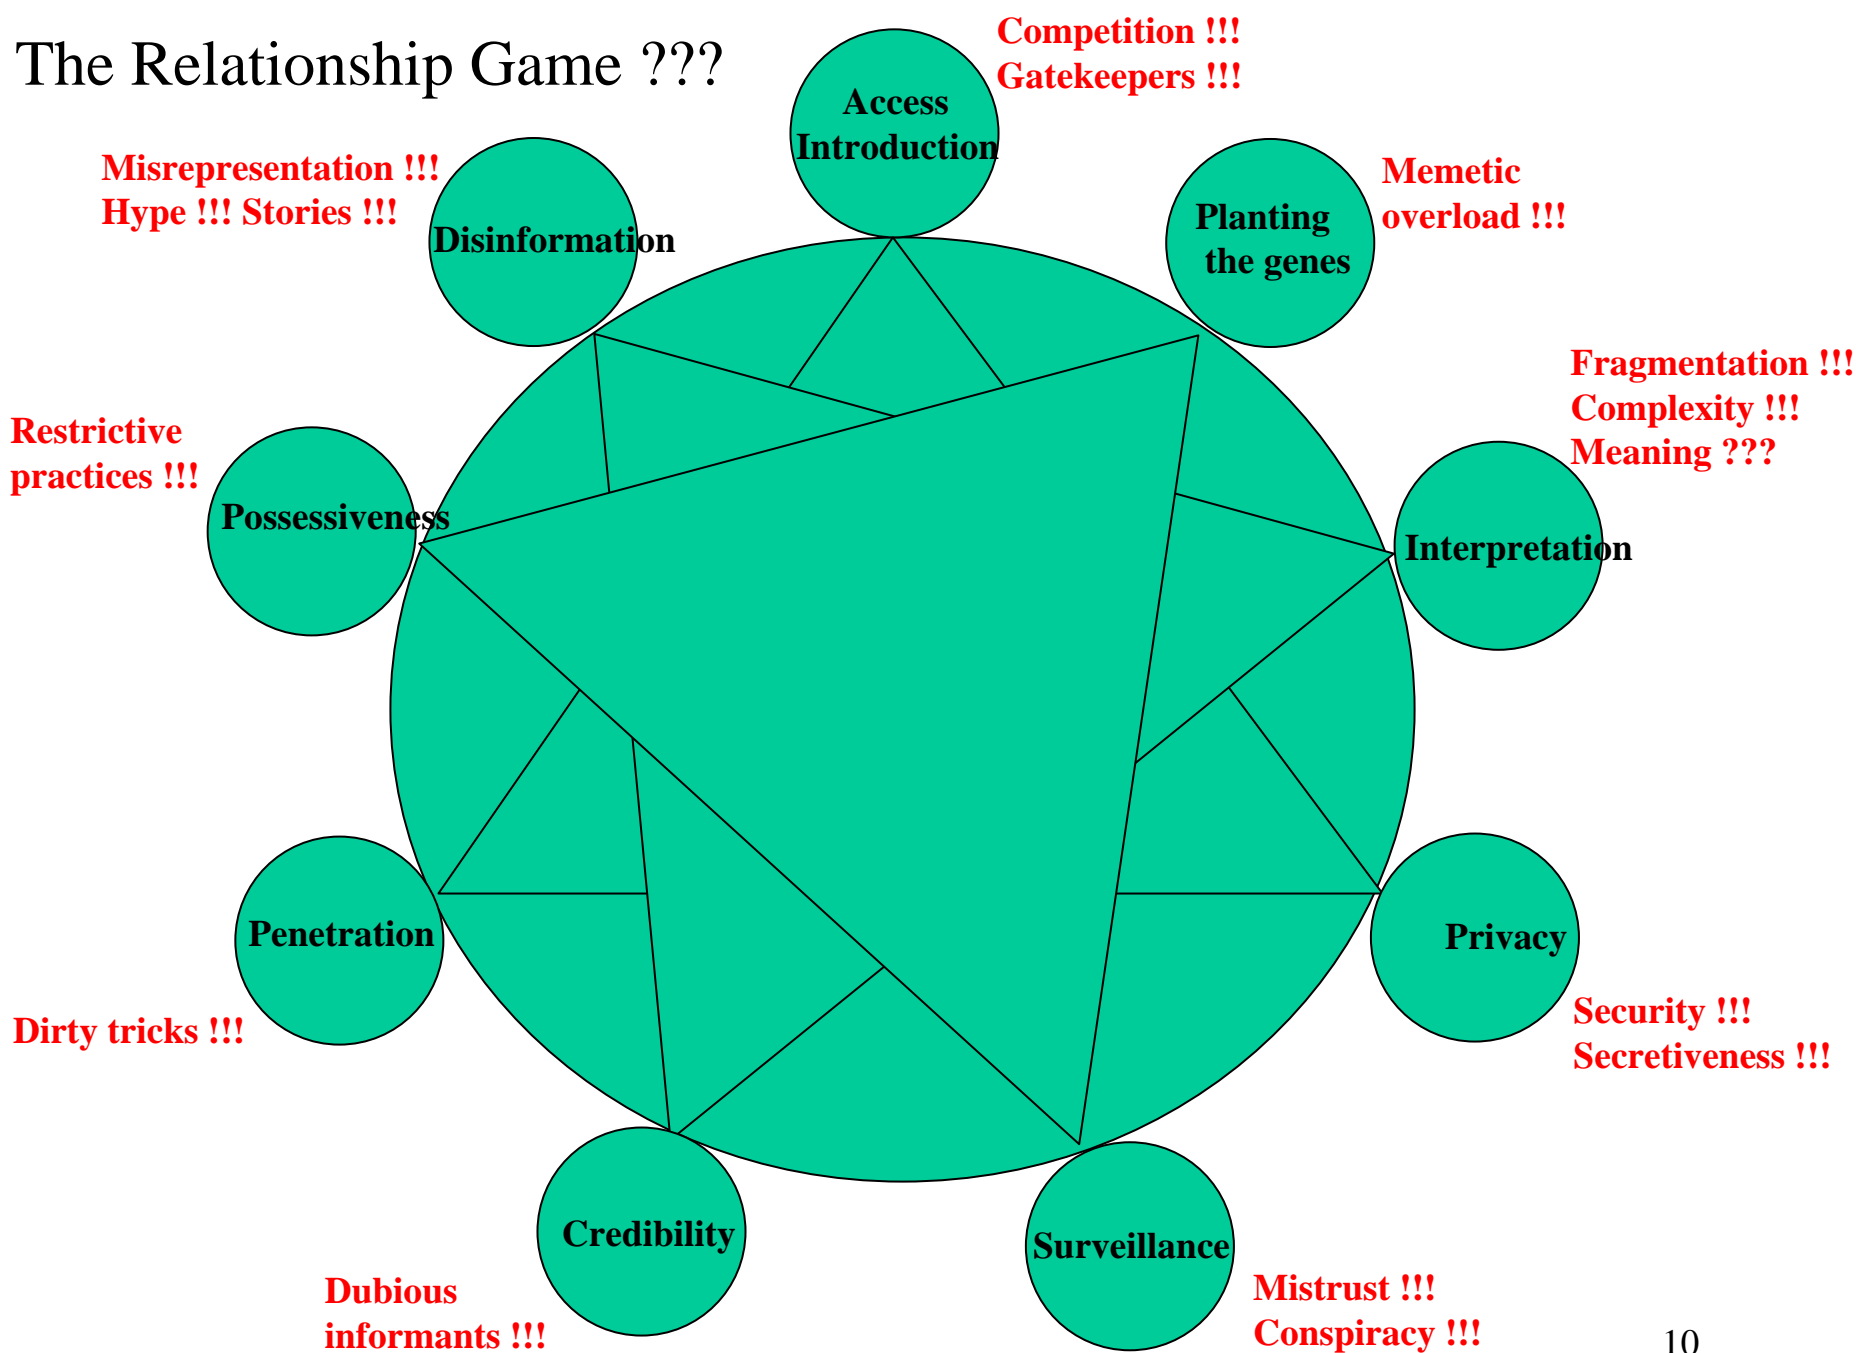 The Relationship Game ???
Competition !!!
Gatekeepers !!!
Access
Introduction
Misrepresentation !!!
Hype !!! Stories !!!
Disinformation
Planting
the genes
Memetic
overload !!!
Fragmentation !!!
Complexity !!!
Meaning ???
Interpretation
Restrictive
practices !!!
Possessiveness
Penetration
Dirty tricks !!!
Privacy
Security !!!
Secretiveness !!!
Credibility
Dubious
informants !!!
Surveillance
Mistrust !!!
Conspiracy !!!
10